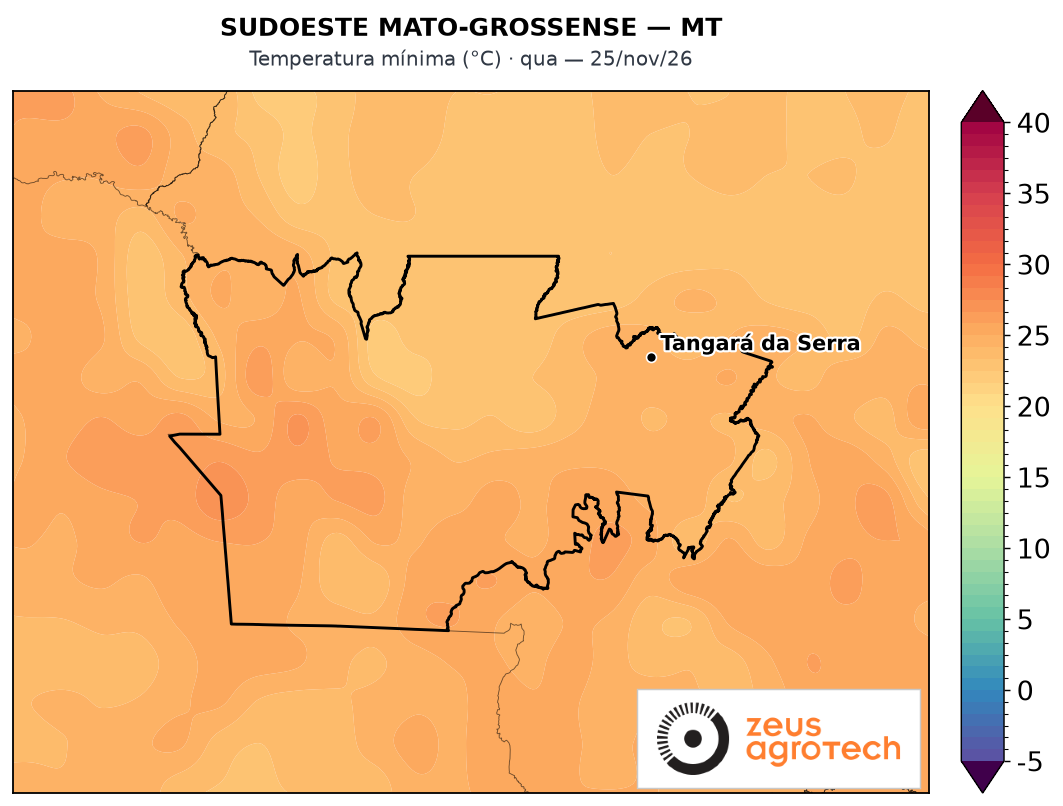 SUDOESTE MATO-GROSSENSE — MT
Temperatura mínima (°C) · qua — 25/nov/26
Tangará da Serra
40
35
30
25
20
15
10
5
0
-5
zeus
agrotech